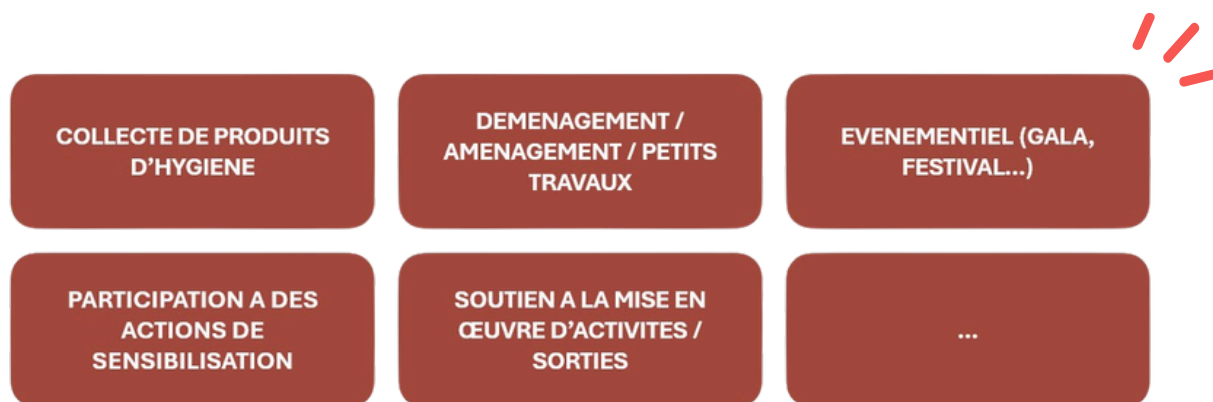 COLLECTE DE PRODUITS
D’HYGIENE
DEMENAGEMENT /
AMENAGEMENT / PETITS
TRAVAUX
EVENEMENTIEL (GALA,
FESTIVAL…)
PARTICIPATION A DES
ACTIONS DE
SENSIBILISATION
SOUTIEN A LA MISE EN
ŒUVRE D’ACTIVITES /
SORTIES
…